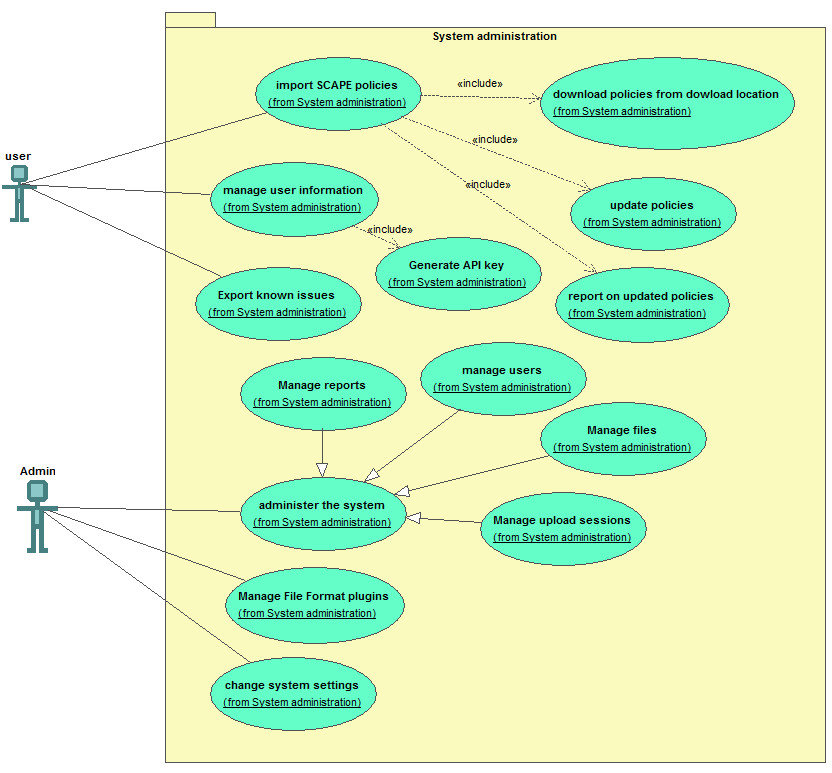 System administration
import SCAPE policies
(from System administration)
«include»
download policies from dowload location
(from System administration)
«include»
user
«include»
manage user information
(from System administration)
update policies
(from System administration)
«include»
Generate API key
(from System administration)
Export known issues
(from System administration)
report on updated policies
(from System administration)
manage users
(from System administration)
Manage reports
(from System administration)
Manage files
(from System administration)
Admin
administer the system
(from System administration)
Manage upload sessions
(from System administration)
Manage File Format plugins
(from System administration)
change system settings
(from System administration)